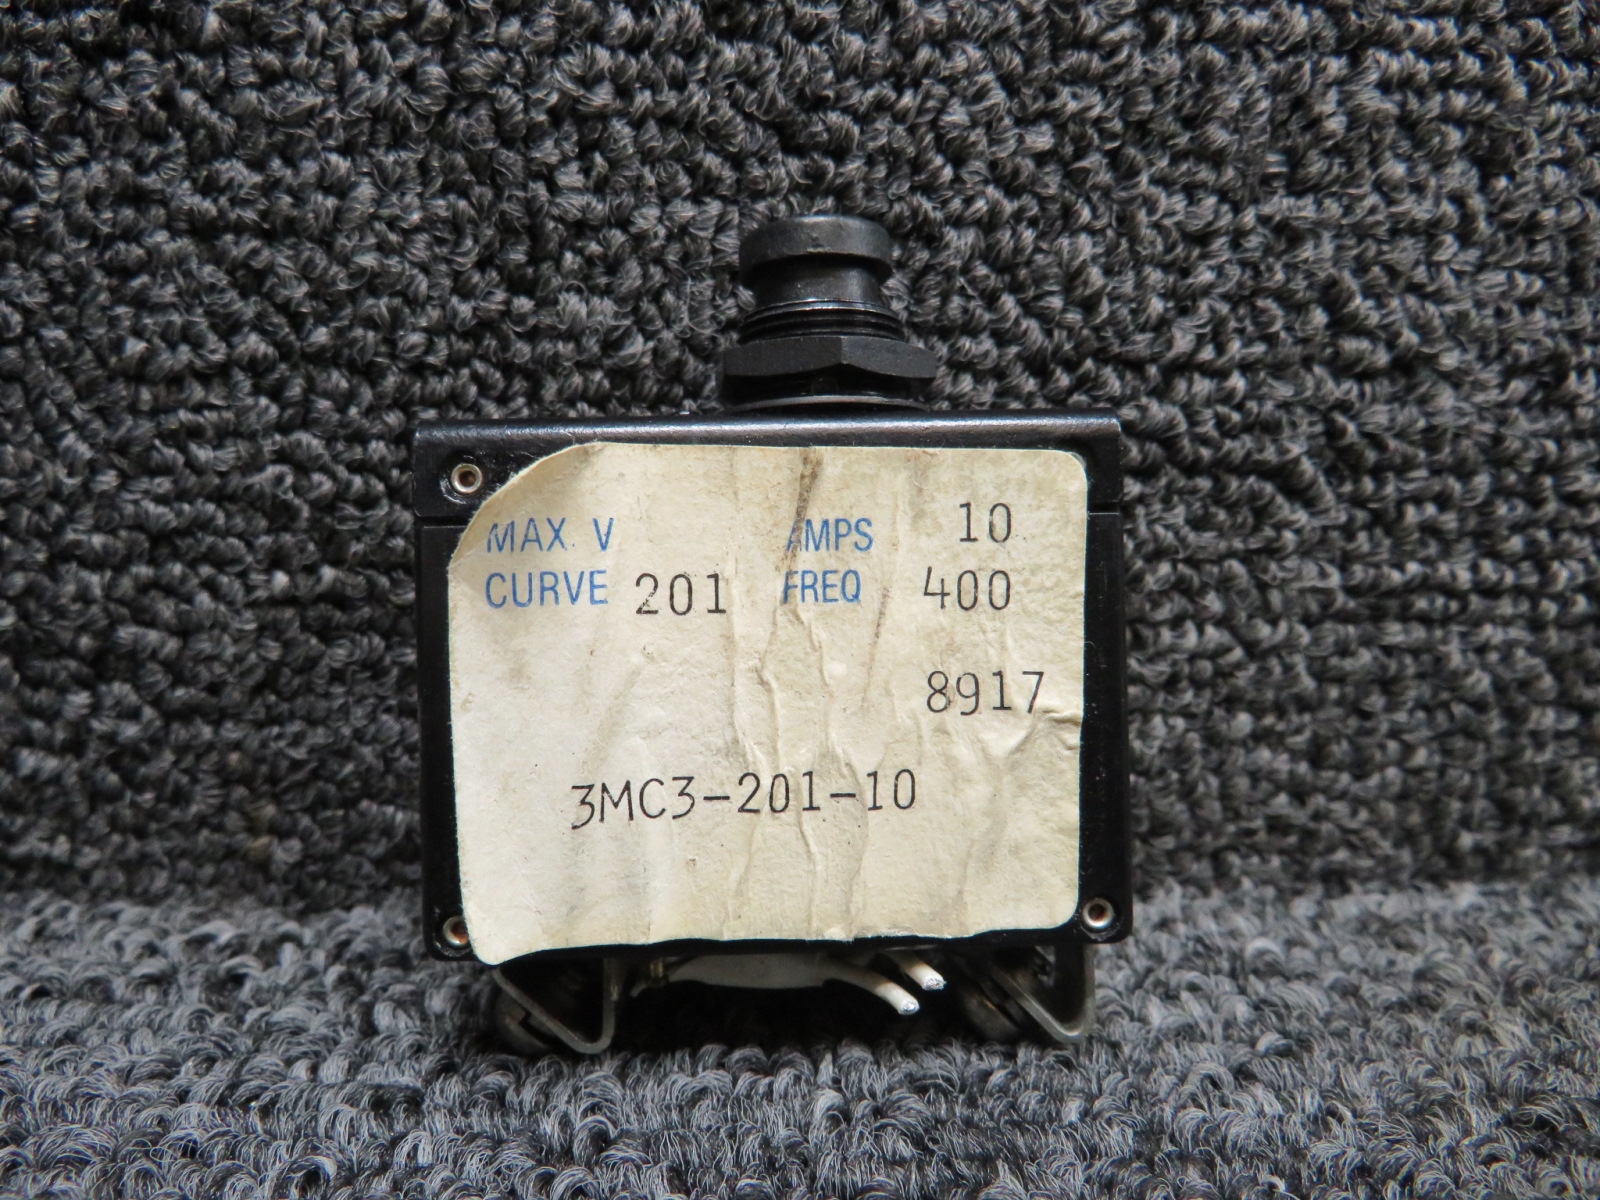 MAX. V AMPS 10
CURVE 201 FREQ 400
8917
3MC3-201-10